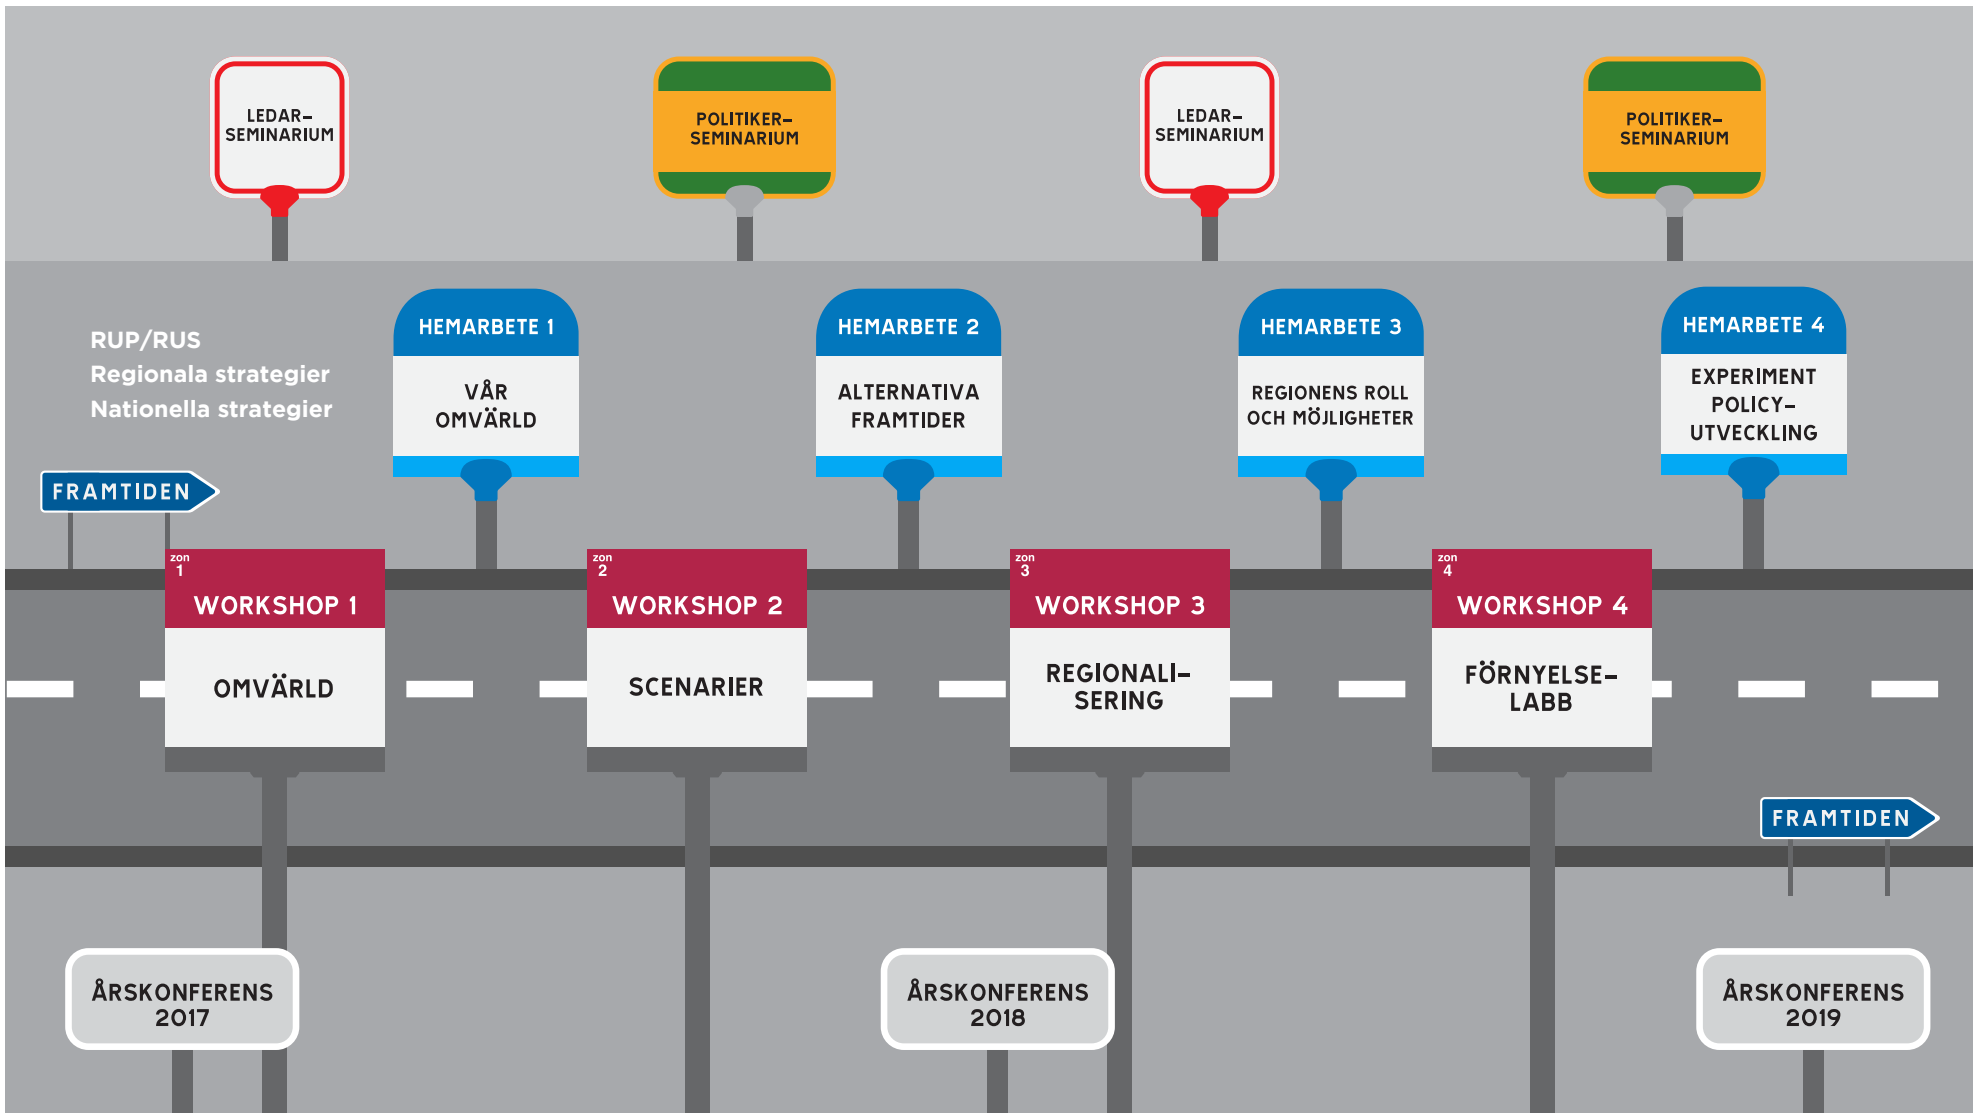 LEDAR-
SEMINARIUM
POLITIKER-
SEMINARIUM
LEDAR-
SEMINARIUM
POLITIKER-
SEMINARIUM
RUP/RUS
Regionala strategier
Nationella strategier
HEMARBETE 1
VÅR
OMVÄRLD
HEMARBETE 2
ALTERNATIVA
FRAMTIDER
HEMARBETE 3
REGIONENS ROLL
OCH MÖJLIGHETER
HEMARBETE 4
EXPERIMENT
POLICY-
UTVECKLING
FRAMTIDEN
zon
1
WORKSHOP 1
OMVÄRLD
zon
2
WORKSHOP 2
SCENARIER
zon
3
WORKSHOP 3
REGIONALI-
SERING
zon
4
WORKSHOP 4
FÖRNYELSE-
LABB
FRAMTIDEN
ÅRSKONFERENS
2017
ÅRSKONFERENS
2018
ÅRSKONFERENS
2019